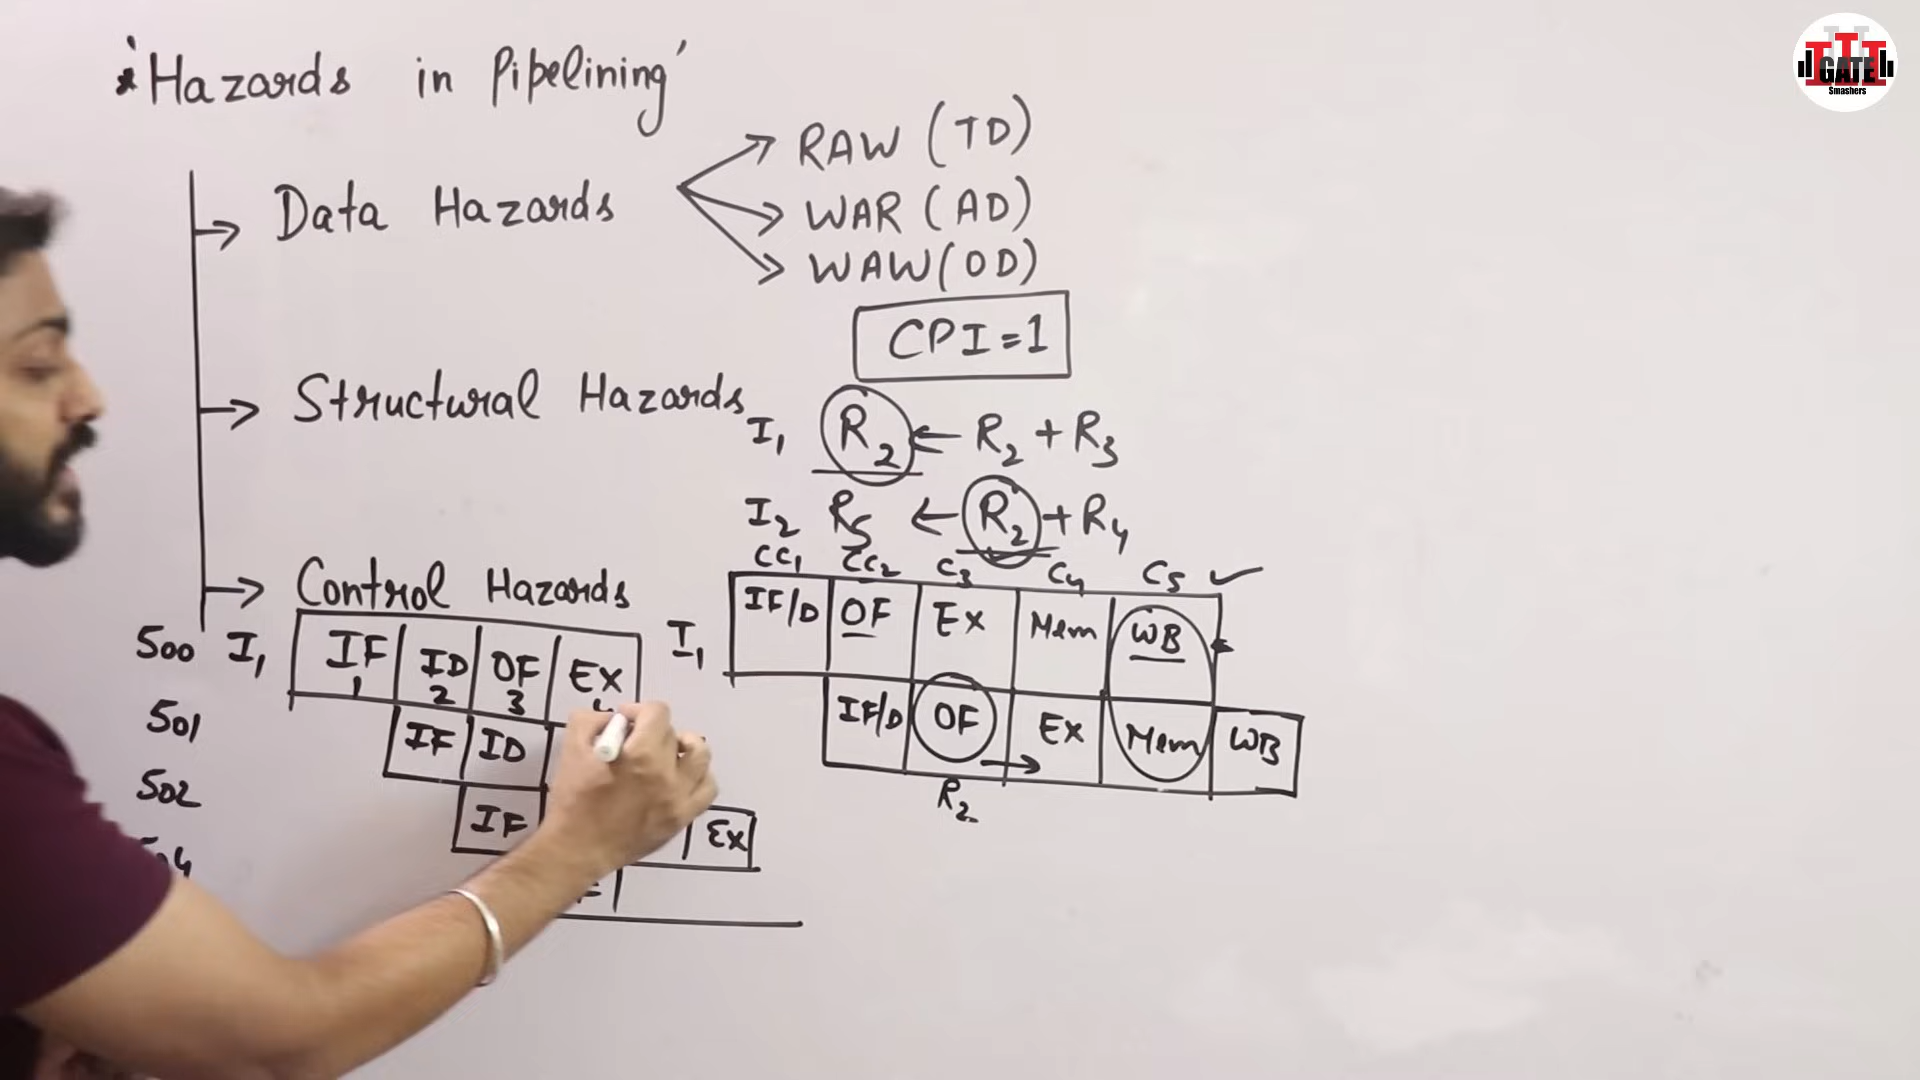 'Hazards in Pipelining'
Data Hazards
RAW (TD)
WAR (AD)
WAW (OD)
CPI=1
Structural Hazards
I1 R2 ← R2 + R3
I2 R5 ← R2 + R4
Control Hazards
CC1 CC2 C3 C4 C5 ✓
500 I1 IF ID OF EX
1 2 3
I1 IF/D OF Ex Mem WB
501 IF ID
IF/D OF Ex Mem WB
R2
502 IF Ex
GATE
Smashers